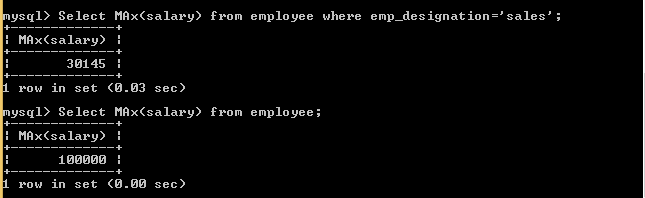 mysql> Select MAx(salary) from employee where emp_designation='sales';
+-------------+
| MAx(salary) |
+-------------+
|       30145 |
+-------------+
1 row in set (0.03 sec)
mysql> Select MAx(salary) from employee;
+-------------+
| MAx(salary) |
+-------------+
|      100000 |
+-------------+
1 row in set (0.00 sec)